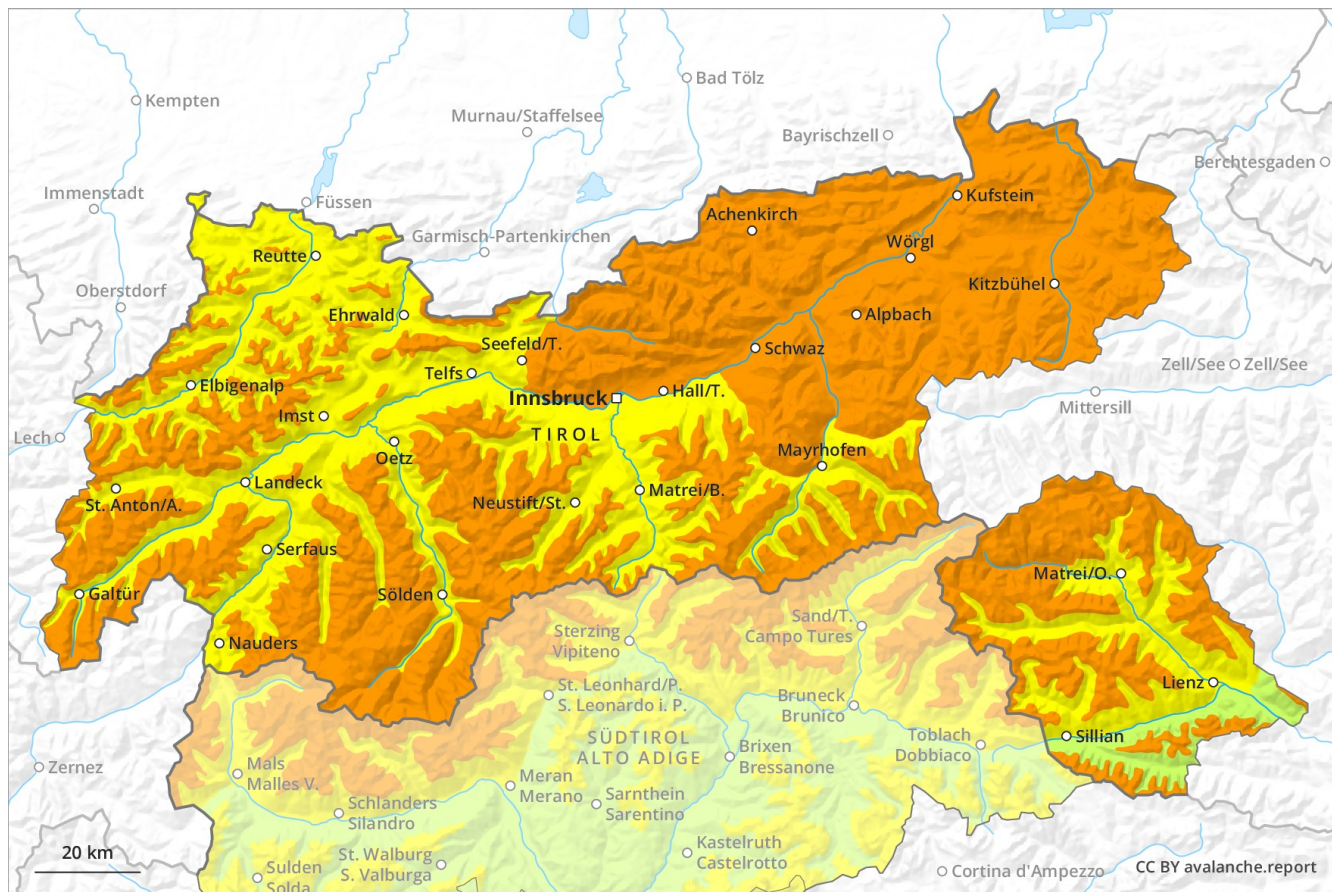 Bad Tölz
Kempten
Murnau/Staffelsee
Bayrischzell
Berchtesgaden
Immenstadt
Füssen
Kufstein
Achenkirch
Garmisch-Partenkirchen
Wörgl
Reutte
Oberstdorf
Kitzbühel
Ehrwald
Alpbach
Seefeld/T.
Schwaz
Zell/See
Zell/See
Telfs
Elbigenalp
Hall/T.
Innsbruck
Mittersill
Imst
Lech
TIROL
Oetz
Mayrhofen
Landeck
Matrei/B.
St. Anton/A.
Neustift/St.
Serfaus
Matrei/O.
Galtür
Sölden
Sand/T.
Campo Tures
Sterzing
Vipiteno
Nauders
Lienz
St. Leonhard/P.
S. Leonardo i. P.
Bruneck
Brunico
Sillian
Toblach
Dobbiaco
SÜDTIROL
ALTO ADIGE
Brixen
Bressanone
Zernez
Mals
Malles V.
Meran
Merano
Sarnthein
Sarentino
Schlanders
Silandro
Kastelruth
Castelrotto
20 km
St. Walburg
S. Valburga
Sulden
Solda
Cortina d'Ampezzo
CC BY avalanche.report